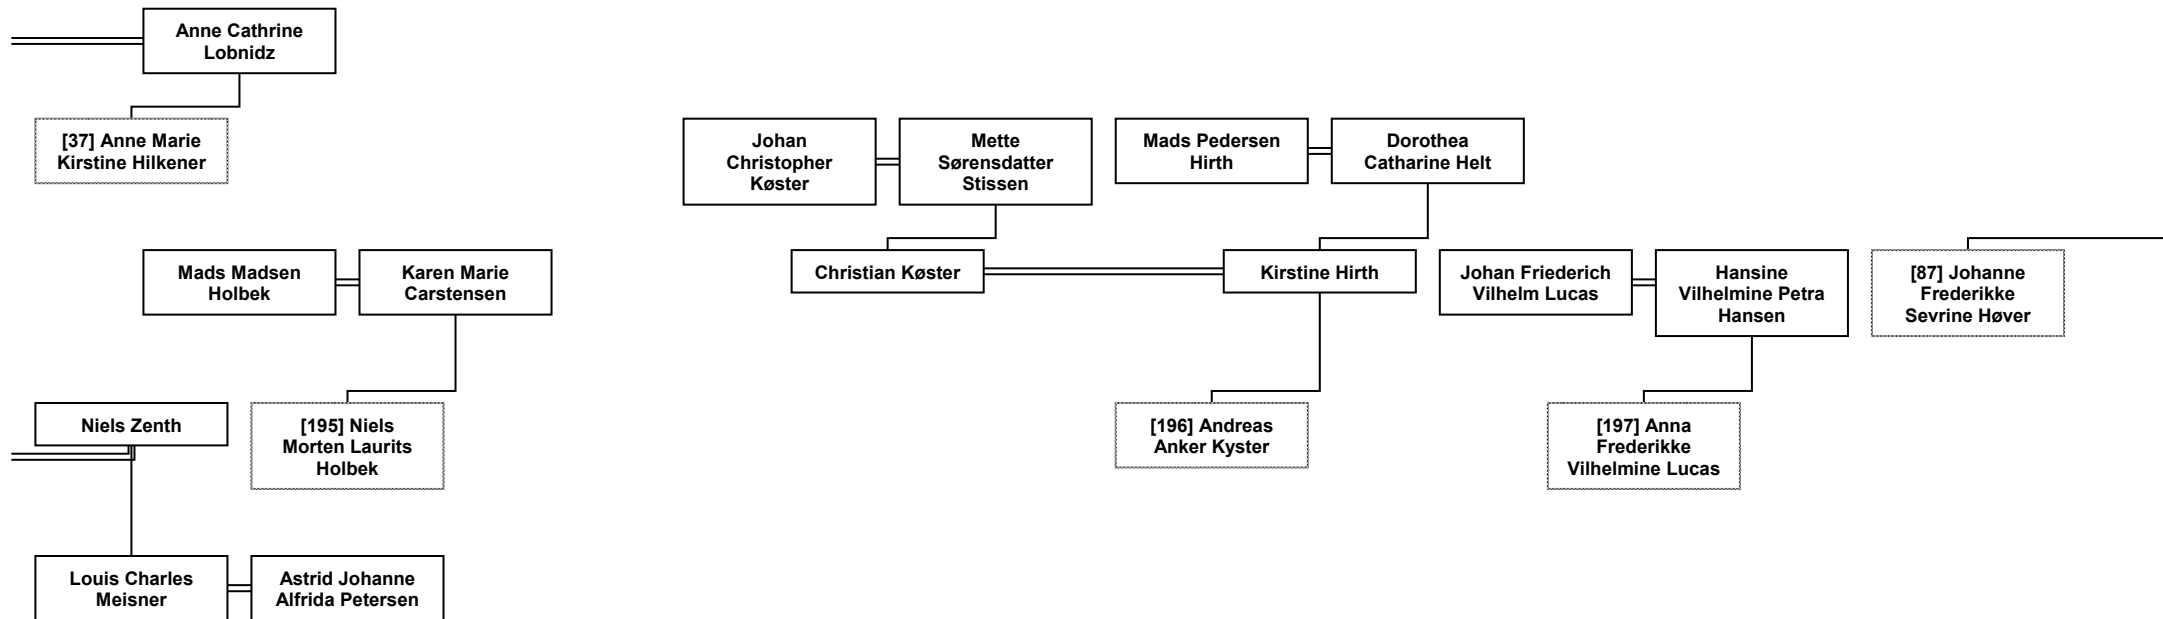 Anne Cathrine
Lobnidz
[37] Anne Marie
Kirstine Hilkener
Johan
Christopher
Køster
Mette
Sørensdatter
Stissen
Mads Pedersen
Hirth
Dorothea
Catharine Helt
Mads Madsen
Holbek
Karen Marie
Carstensen
Christian Køster
Kirstine Hirth
Johan Friederich
Vilhelm Lucas
Hansine
Vilhelmine Petra
Hansen
[87] Johanne
Frederikke
Sevrine Høver
Niels Zenth
[195] Niels
Morten Laurits
Holbek
[196] Andreas
Anker Kyster
[197] Anna
Frederikke
Vilhelmine Lucas
Louis Charles
Meisner
Astrid Johanne
Alfrida Petersen